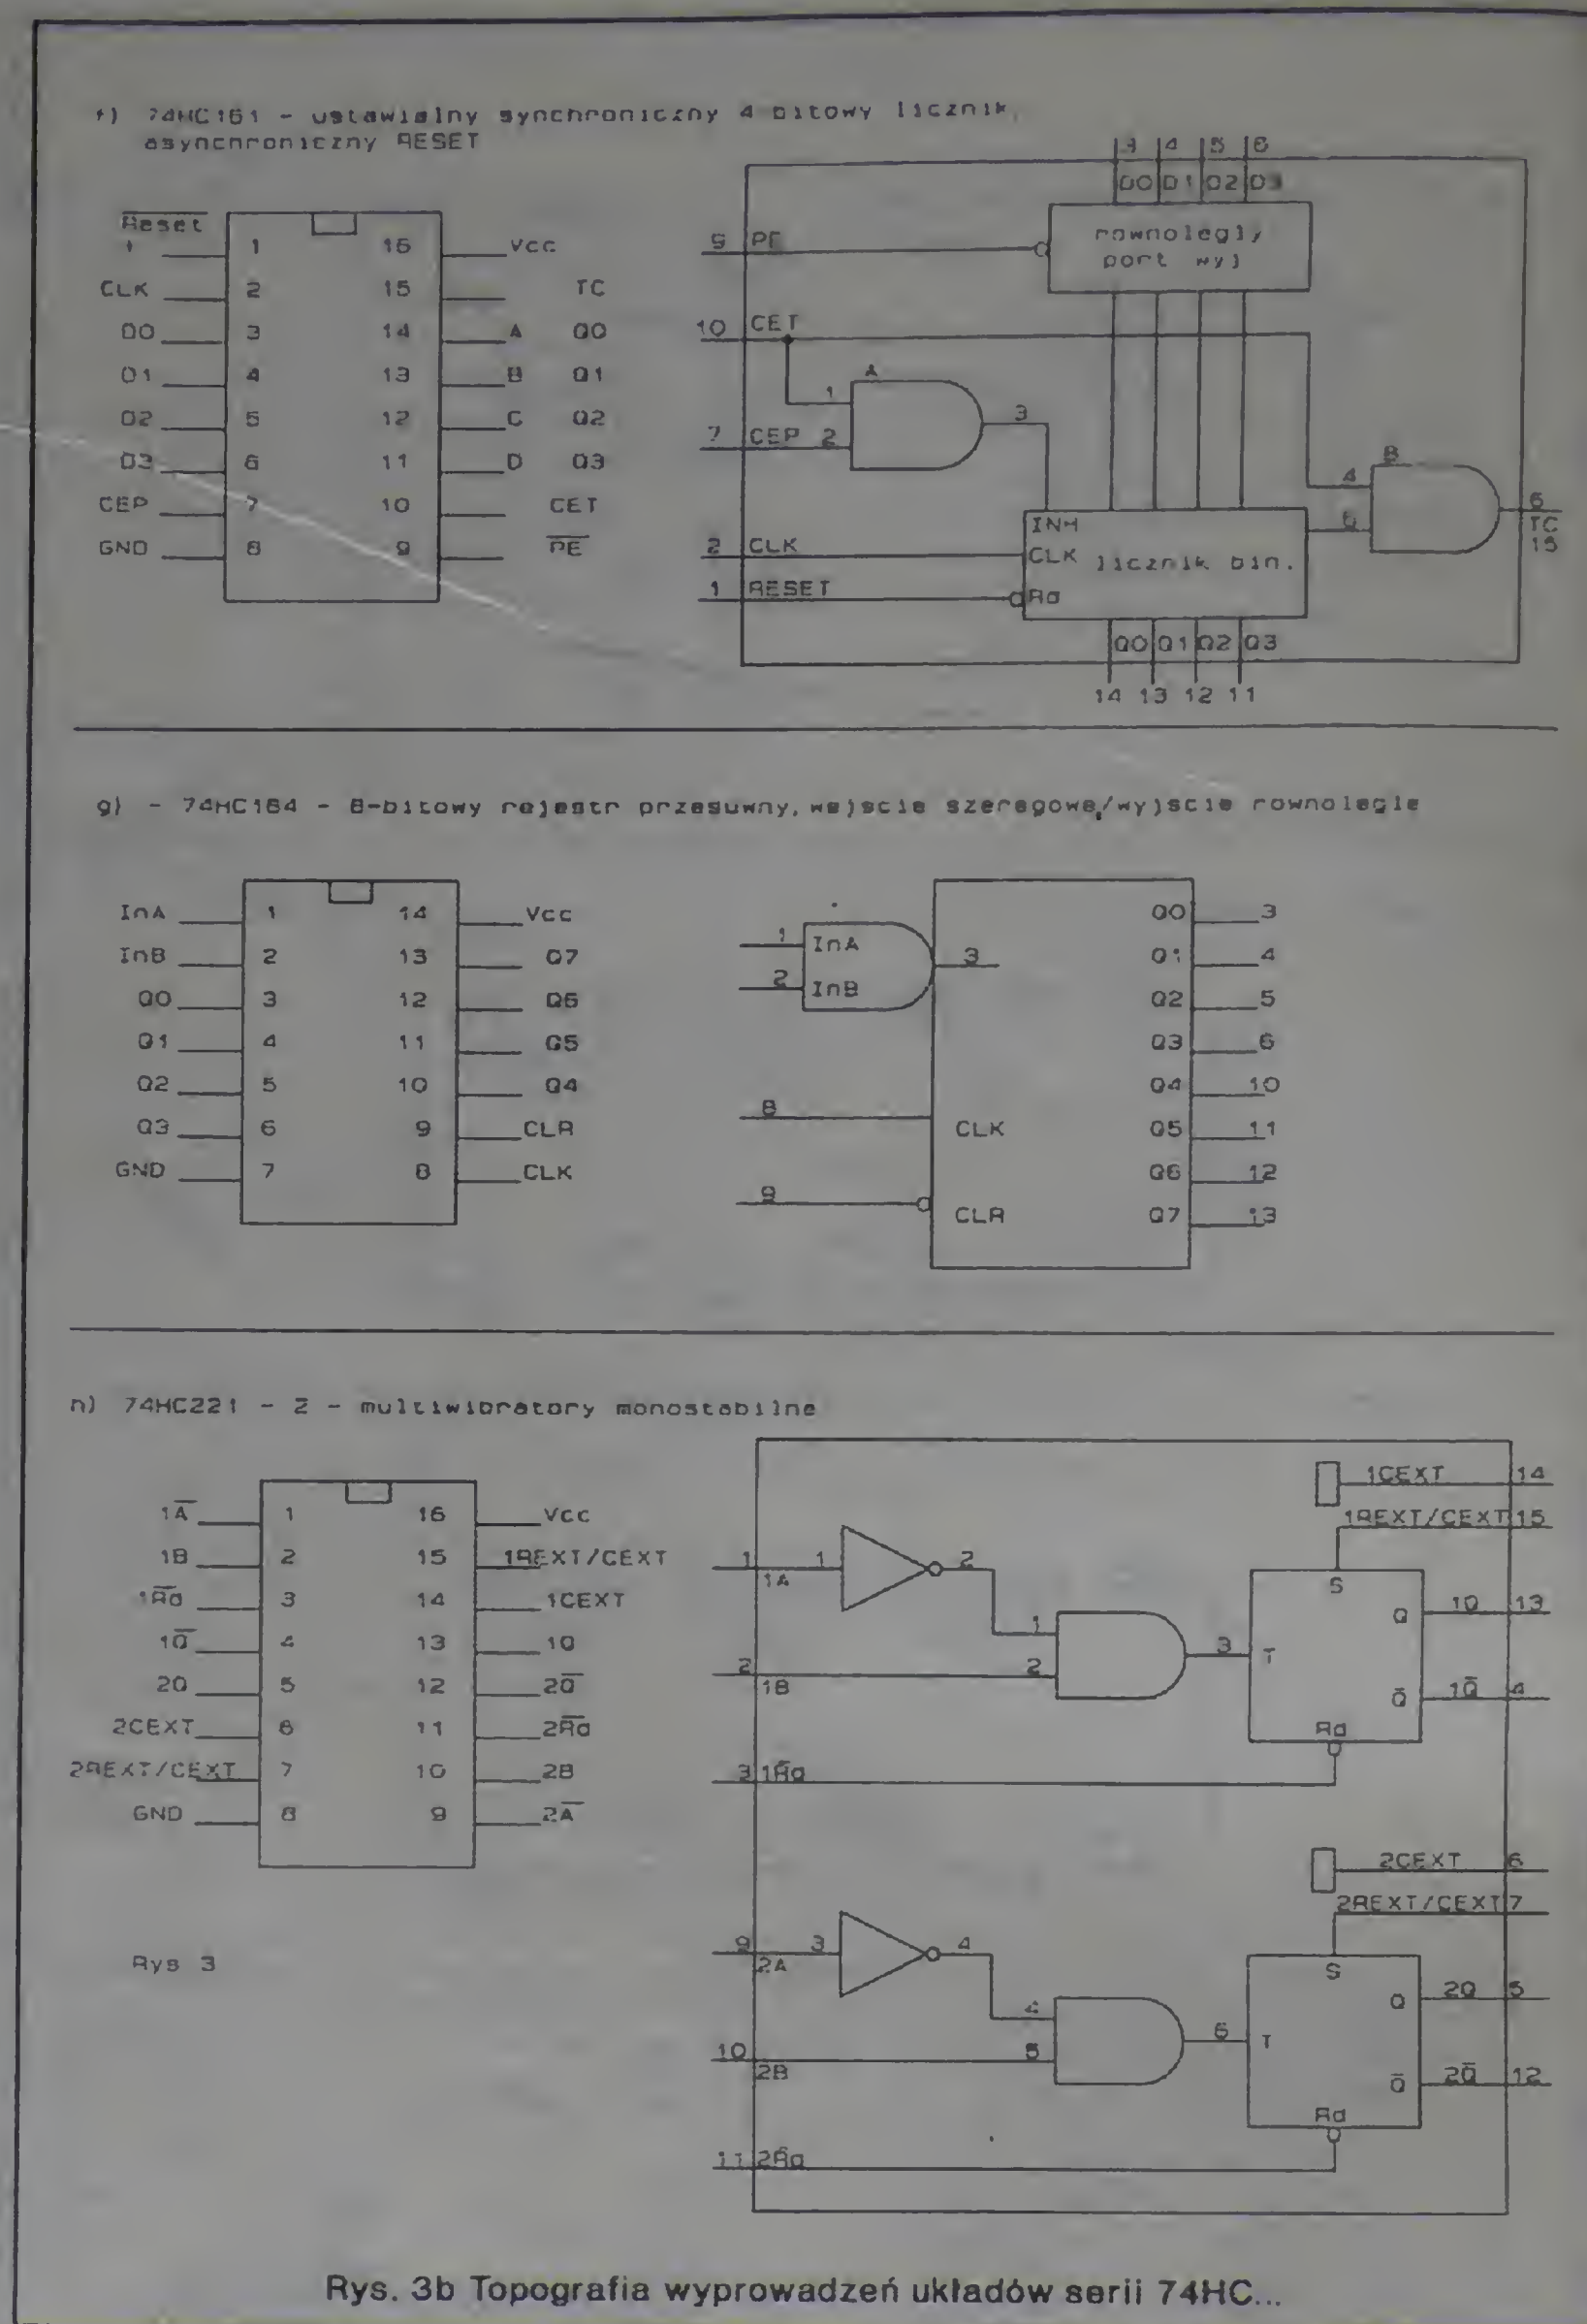 f) 74HC161 - ustawialny synchroniczny 4 bitowy licznik,
asynchroniczny RESET
Reset
+ 1 16 Vcc
CLK 2 15 TC
D0 3 14 A Q0
D1 4 13 B Q1
D2 5 12 C Q2
D3 6 11 D Q3
CEP 7 10 CET
GND 8 9 PE
3 4 5 6
D0 D1 D2 D3
9 PE
rownolegly
port wyj
10 CET
A
1
7 CEP 2
3
B
4
5
6
TC
15
INH
2 CLK
CLK licznik bin.
1 RESET
Rd
Q0 Q1 Q2 Q3
14 13 12 11
g) - 74HC164 - 8-bitowy rejestr przesuwny, wejscie szeregowe/wyjscie rownolegle
InA 1 14 Vcc
InB 2 13 Q7
Q0 3 12 Q6
Q1 4 11 Q5
Q2 5 10 Q4
Q3 6 9 CLR
GND 7 8 CLK
1 InA
2 InB
3
8 CLK
9 CLR
Q0 3
Q1 4
Q2 5
Q3 6
Q4 10
Q5 11
Q6 12
Q7 13
h) 74HC221 - 2 - multiwibratory monostabilne
1A̅ 1 16 Vcc
1B 2 15 1REXT/CEXT
1R̅d̅ 3 14 1CEXT
1Q̅ 4 13 1Q
2Q 5 12 2Q̅
2CEXT 6 11 2R̅d̅
2REXT/CEXT 7 10 2B
GND 8 9 2A̅
1CEXT 14
1REXT/CEXT 15
1 1A 1 2
1
2 1B 2
3 T
S
Q 1Q 13
Q̅ 1Q̅ 4
Rd
3 1R̅d
2CEXT 6
2REXT/CEXT 7
9 2A 3 4
4
10 2B 5
6 T
S
Q 2Q 5
Q̅ 2Q̅ 12
Rd
11 2R̅d
Rys 3
Rys. 3b Topografia wyprowadzeń układów serii 74HC...